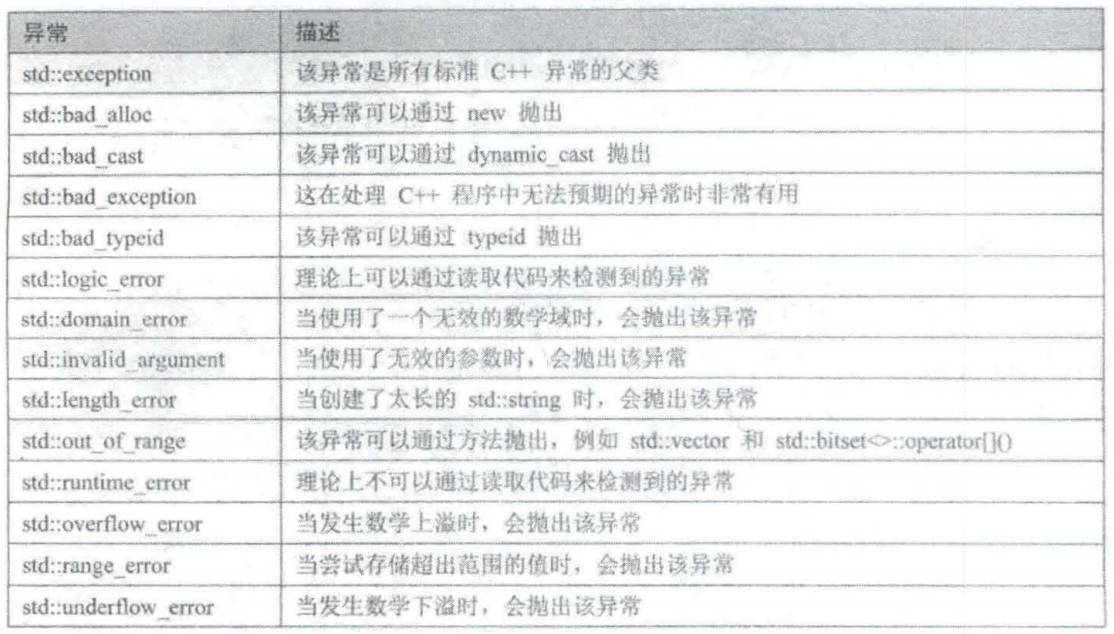 异常 描述
std::exception 该异常是所有标准 C++ 异常的父类
std::bad_alloc 该异常可以通过 new 抛出
std::bad_cast 该异常可以通过 dynamic_cast 抛出
std::bad_exception 这在处理 C++ 程序中无法预期的异常时非常有用
std::bad_typeid 该异常可以通过 typeid 抛出
std::logic_error 理论上可以通过读取代码来检测到的异常
std::domain_error 当使用了一个无效的数学域时，会抛出该异常
std::invalid_argument 当使用了无效的参数时，会抛出该异常
std::length_error 当创建了太长的 std::string 时，会抛出该异常
std::out_of_range 该异常可以通过方法抛出，例如 std::vector 和 std::bitset<>::operator[]()
std::runtime_error 理论上不可以通过读取代码来检测到的异常
std::overflow_error 当发生数学上溢时，会抛出该异常
std::range_error 当尝试存储超出范围的值时，会抛出该异常
std::underflow_error 当发生数学下溢时，会抛出该异常